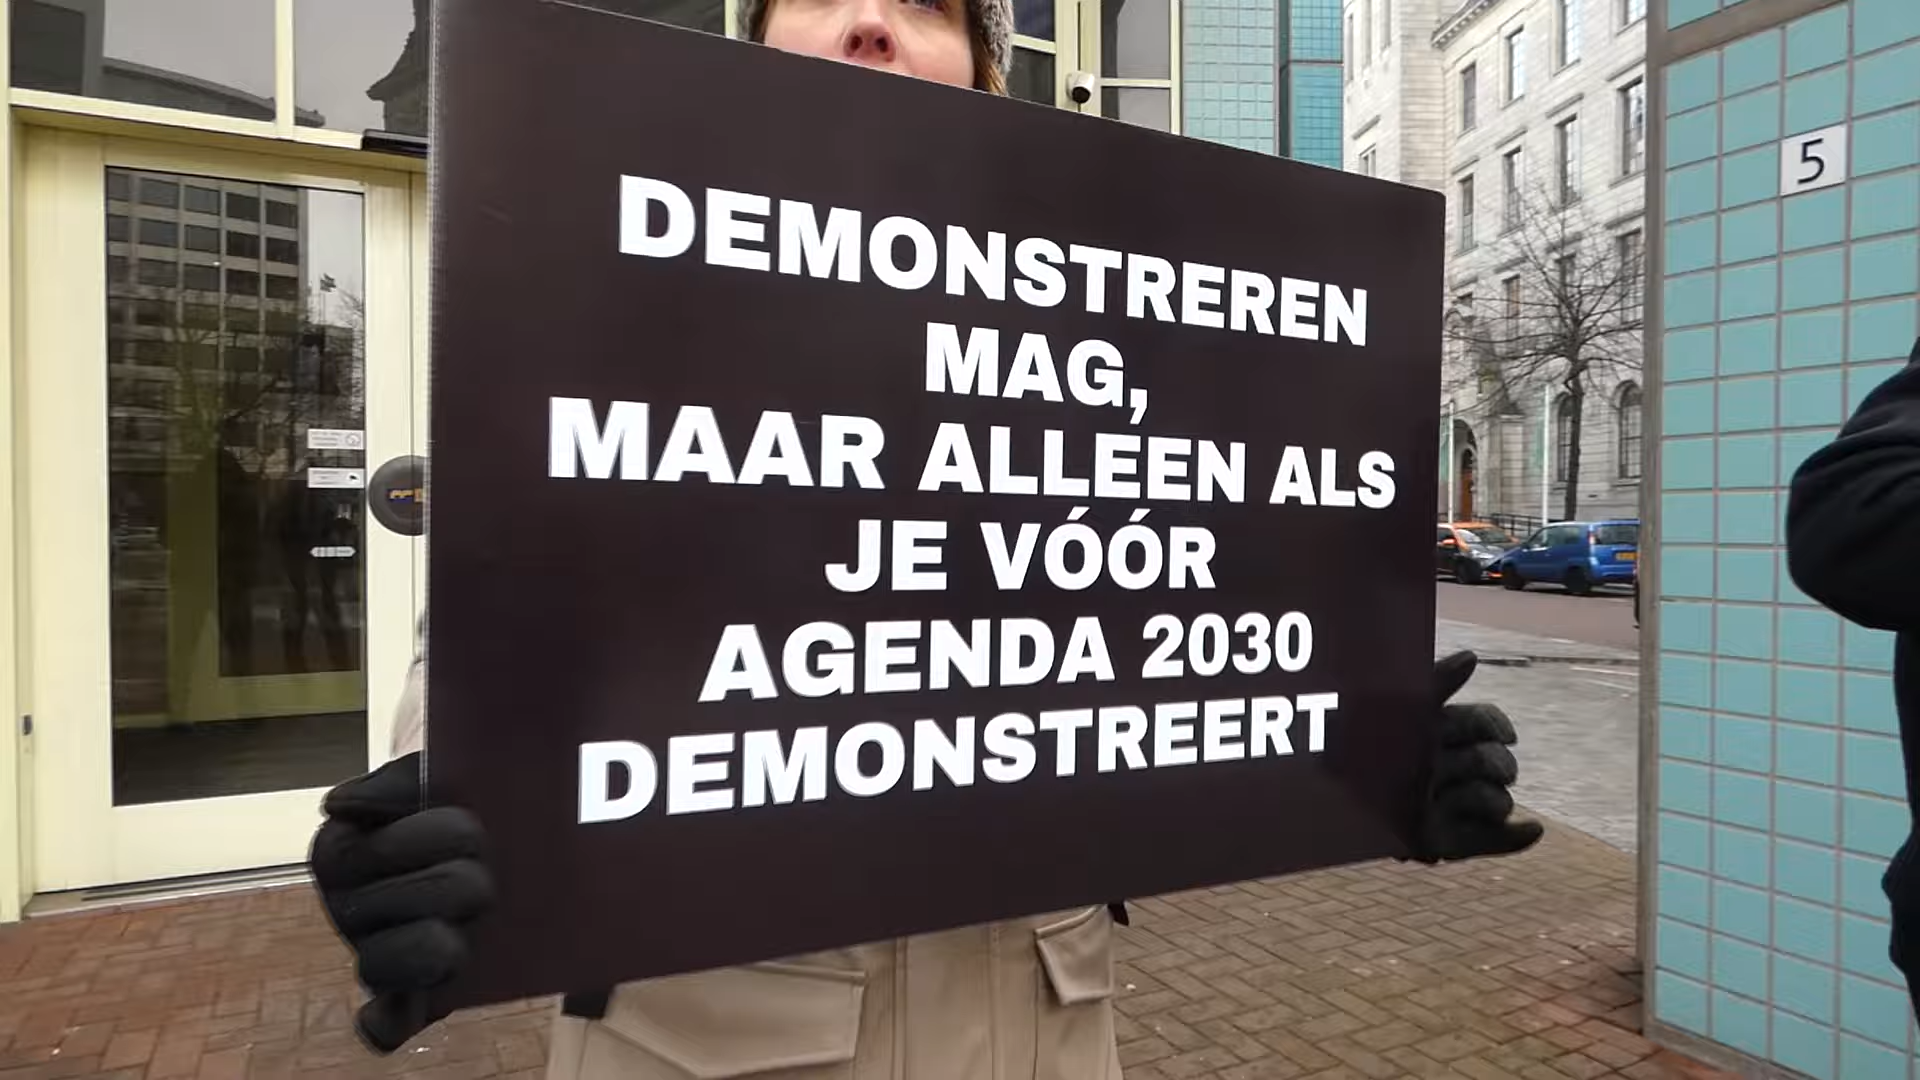 DEMONSTREREN
MAG,
MAAR ALLEEN ALS
JE VÓÓR
AGENDA 2030
DEMONSTREERT
5